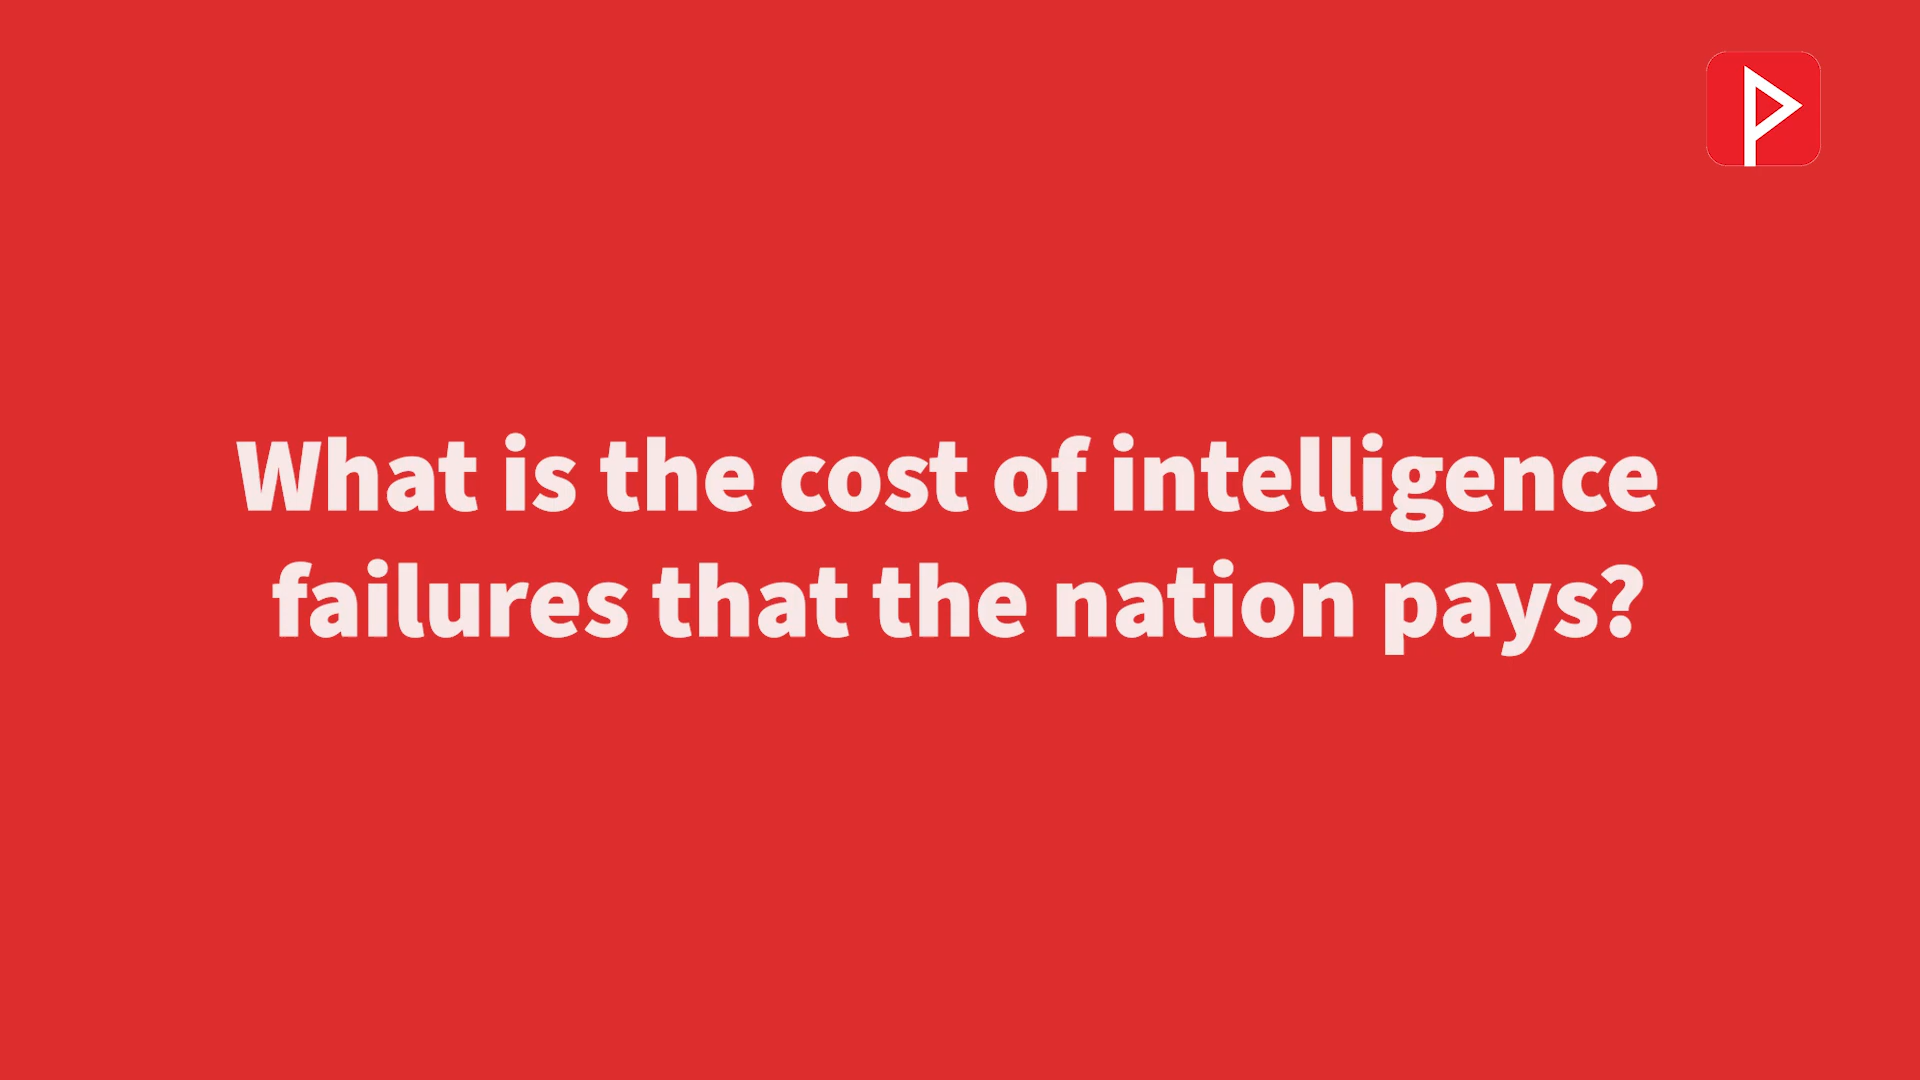 What is the cost of intelligence
failures that the nation pays?